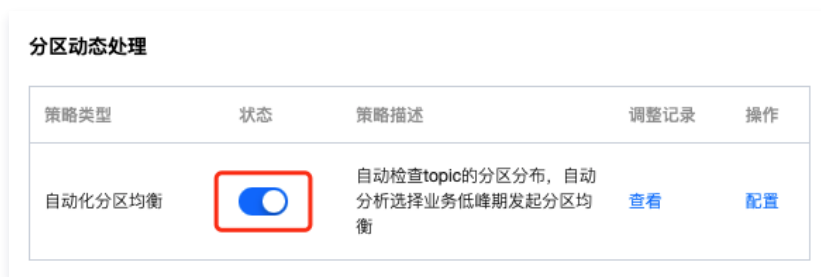 分区动态处理
策略类型 状态 策略描述 调整记录 操作
自动化分区均衡 自动检查topic的分区分布，自动 查看 配置
分析选择业务低峰期发起分区均
衡